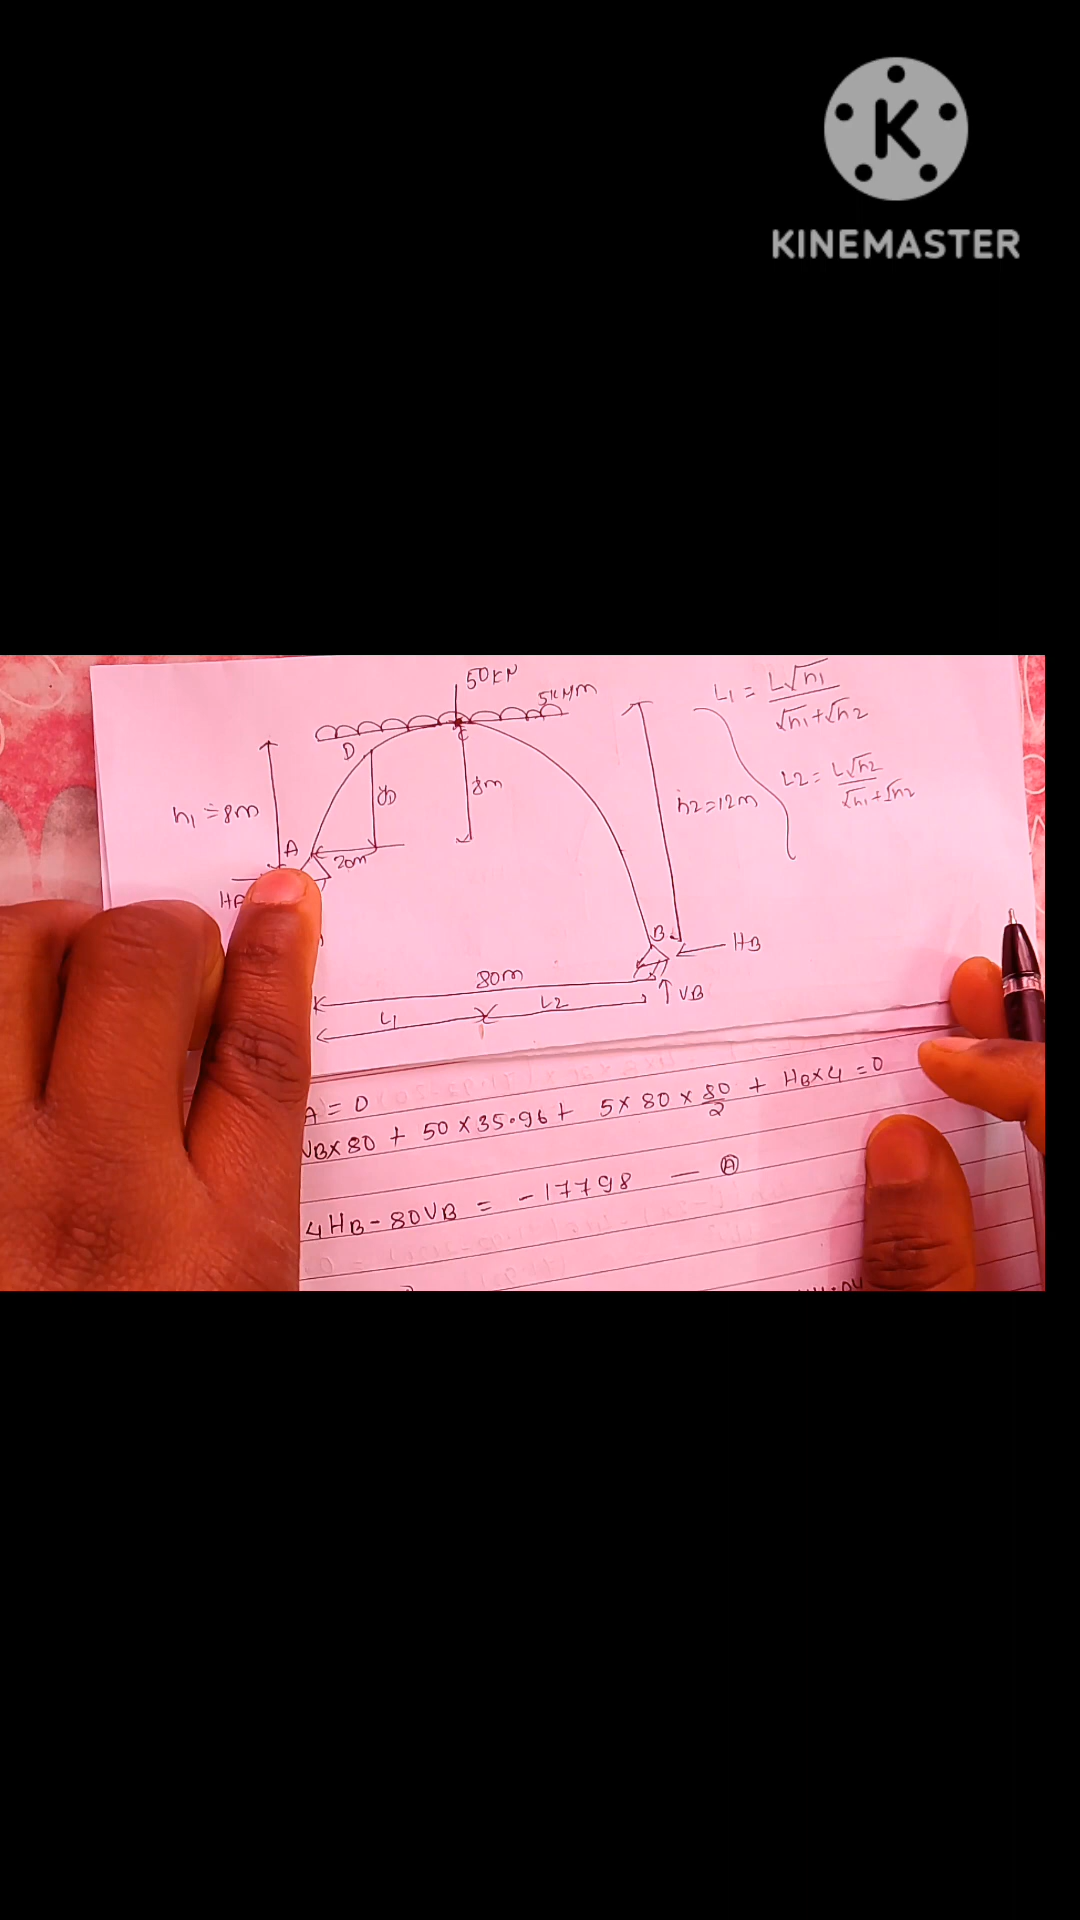 K
KINEMASTER
50KN
5KN/m
L1 = L√h1 / √h1+√h2
C
D
h1 = 8m
yD
8m
h2=12m
L2 = L√h2 / √h1+√h2
A
20m
HA
B
HB
80m
VB
L1
L2
A = 0
VB×80 + 50×35.96+ 5×80×80/2 + HB×4=0
4HB-80VB = -17798 — Ⓐ